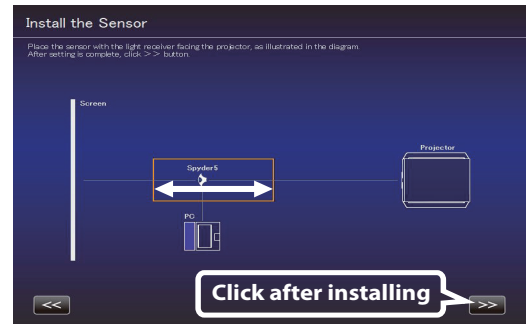 Install the Sensor
Place the sensor with the light receiver facing the projector, as illustrated in the diagram.
After setting is complete, click >> button.
Screen
Projector
Spyder5
PC
<<
Click after installing
>>